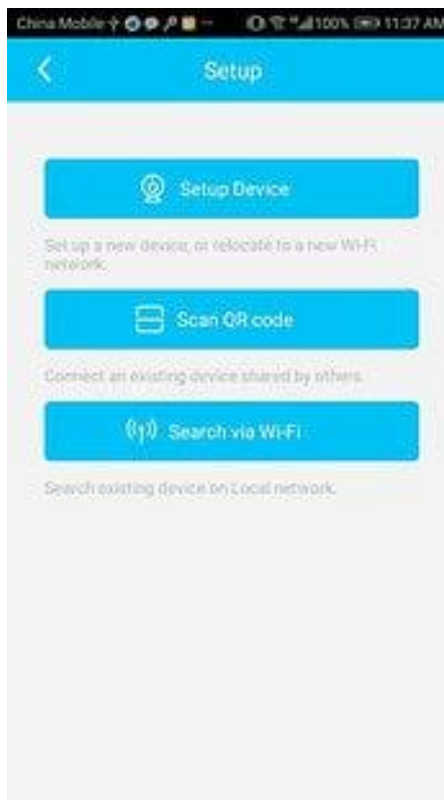 China Mobile 100% 11:37 AM
Setup
Setup Device
Set up a new device, or relocate to a new Wi-Fi
network.
Scan QR code
Connect an existing device shared by others.
Search via Wi-Fi
Search existing device on Local network.